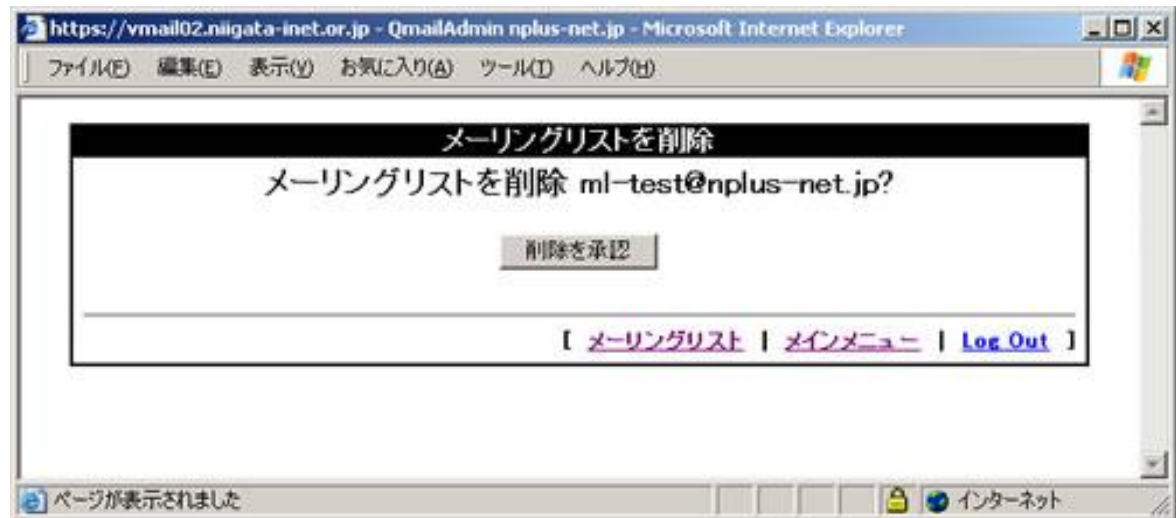 https://vmail02.niigata-inet.or.jp - QmailAdmin nplus-net.jp - Microsoft Internet Explorer
ファイル(F) 編集(E) 表示(V) お気に入り(A) ツール(T) ヘルプ(H)
メーリングリストを削除
メーリングリストを削除 ml-test@nplus-net.jp?
削除を承認
[ メーリングリスト | メインメニュー | Log Out ]
ページが表示されました インターネット